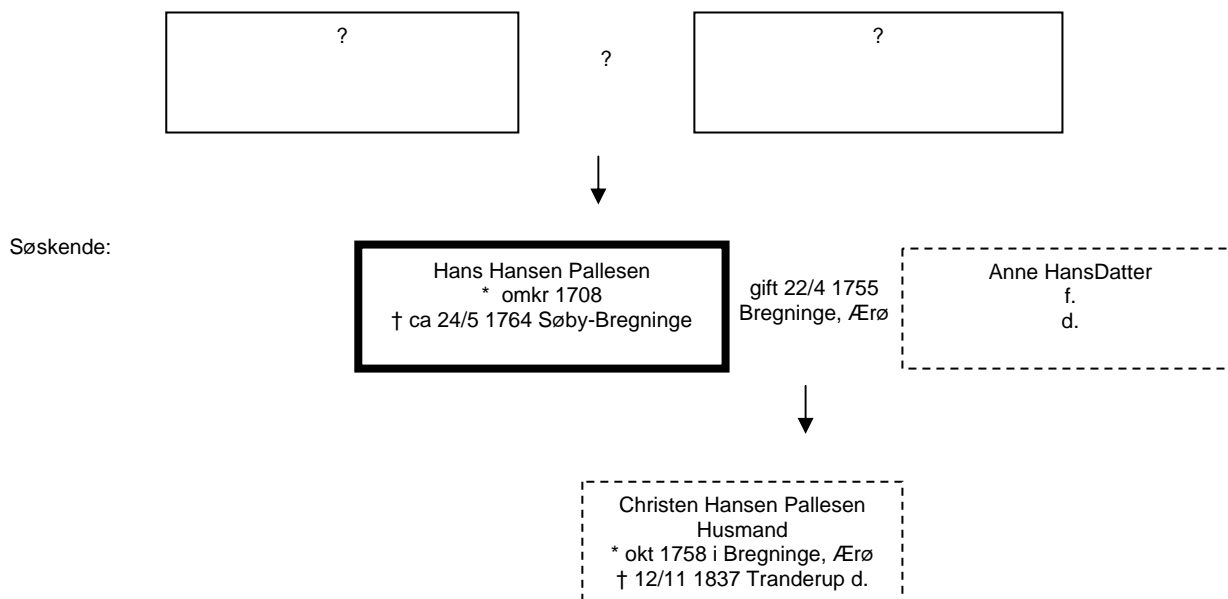 ?
?
?
Søskende:
Hans Hansen Pallesen
* omkr 1708
† ca 24/5 1764 Søby-Bregninge
gift 22/4 1755
Bregninge, Ærø
Anne HansDatter
f.
d.
Christen Hansen Pallesen
Husmand
* okt 1758 i Bregninge, Ærø
† 12/11 1837 Tranderup d.